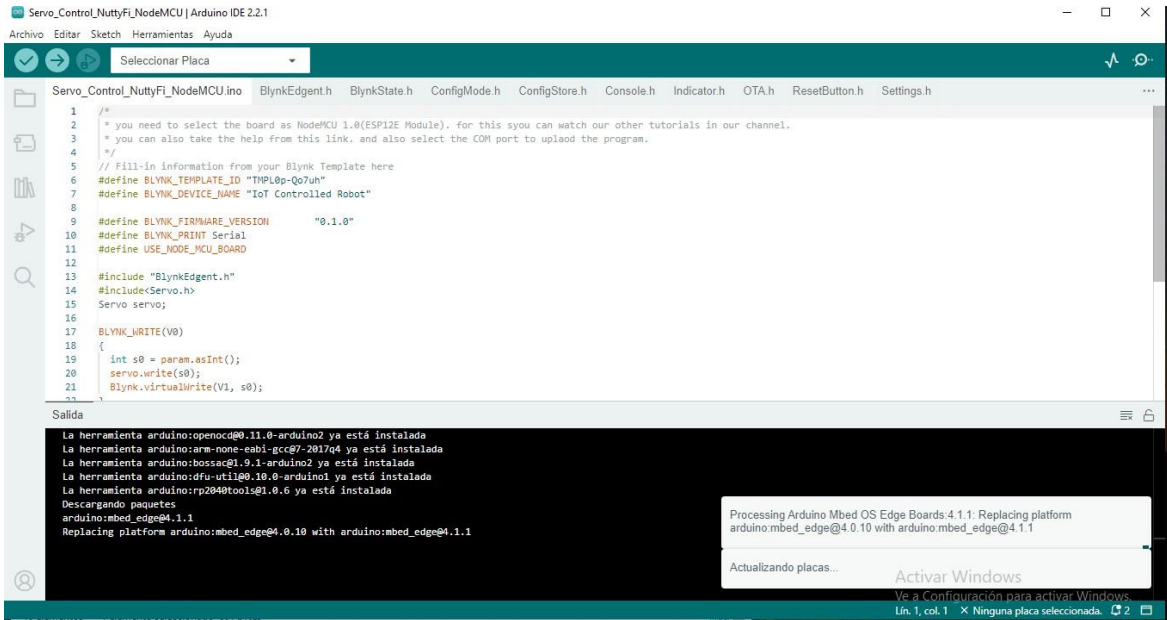 Servo_Control_NuttyFi_NodeMCU | Arduino IDE 2.2.1
Archivo Editar Sketch Herramientas Ayuda
Seleccionar Placa
Servo_Control_NuttyFi_NodeMCU.ino BlynkEdgent.h BlynkState.h ConfigMode.h ConfigStore.h Console.h Indicator.h OTA.h ResetButton.h Settings.h ...
1 /*
2 * you need to select the board as NodeMCU 1.0(ESP12E Module). for this syou can watch our other tutorials in our channel.
3 * you can also take the help from this link. and also select the COM port to uplaod the program.
4 */
5 // Fill-in information from your Blynk Template here
6 #define BLYNK_TEMPLATE_ID "TMPL0p-Qo7uh"
7 #define BLYNK_DEVICE_NAME "IoT Controlled Robot"
8
9 #define BLYNK_FIRMWARE_VERSION "0.1.0"
10 #define BLYNK_PRINT Serial
11 #define USE_NODE_MCU_BOARD
12
13 #include "BlynkEdgent.h"
14 #include<Servo.h>
15 Servo servo;
16
17 BLYNK_WRITE(V0)
18 {
19 int s0 = param.asInt();
20 servo.write(s0);
21 Blynk.virtualWrite(V1, s0);
22 }
Salida
La herramienta arduino:openocd@0.11.0-arduino2 ya está instalada
La herramienta arduino:arm-none-eabi-gcc@7-2017q4 ya está instalada
La herramienta arduino:bossac@1.9.1-arduino2 ya está instalada
La herramienta arduino:dfu-util@0.10.0-arduino1 ya está instalada
La herramienta arduino:rp2040tools@1.0.6 ya está instalada
Descargando paquetes
arduino:mbed_edge@4.1.1
Replacing platform arduino:mbed_edge@4.0.10 with arduino:mbed_edge@4.1.1
Processing Arduino Mbed OS Edge Boards:4.1.1: Replacing platform
arduino:mbed_edge@4.0.10 with arduino:mbed_edge@4.1.1
Actualizando placas...
Activar Windows
Ve a Configuración para activar Windows.
Lín. 1, col. 1 × Ninguna placa seleccionada. 2